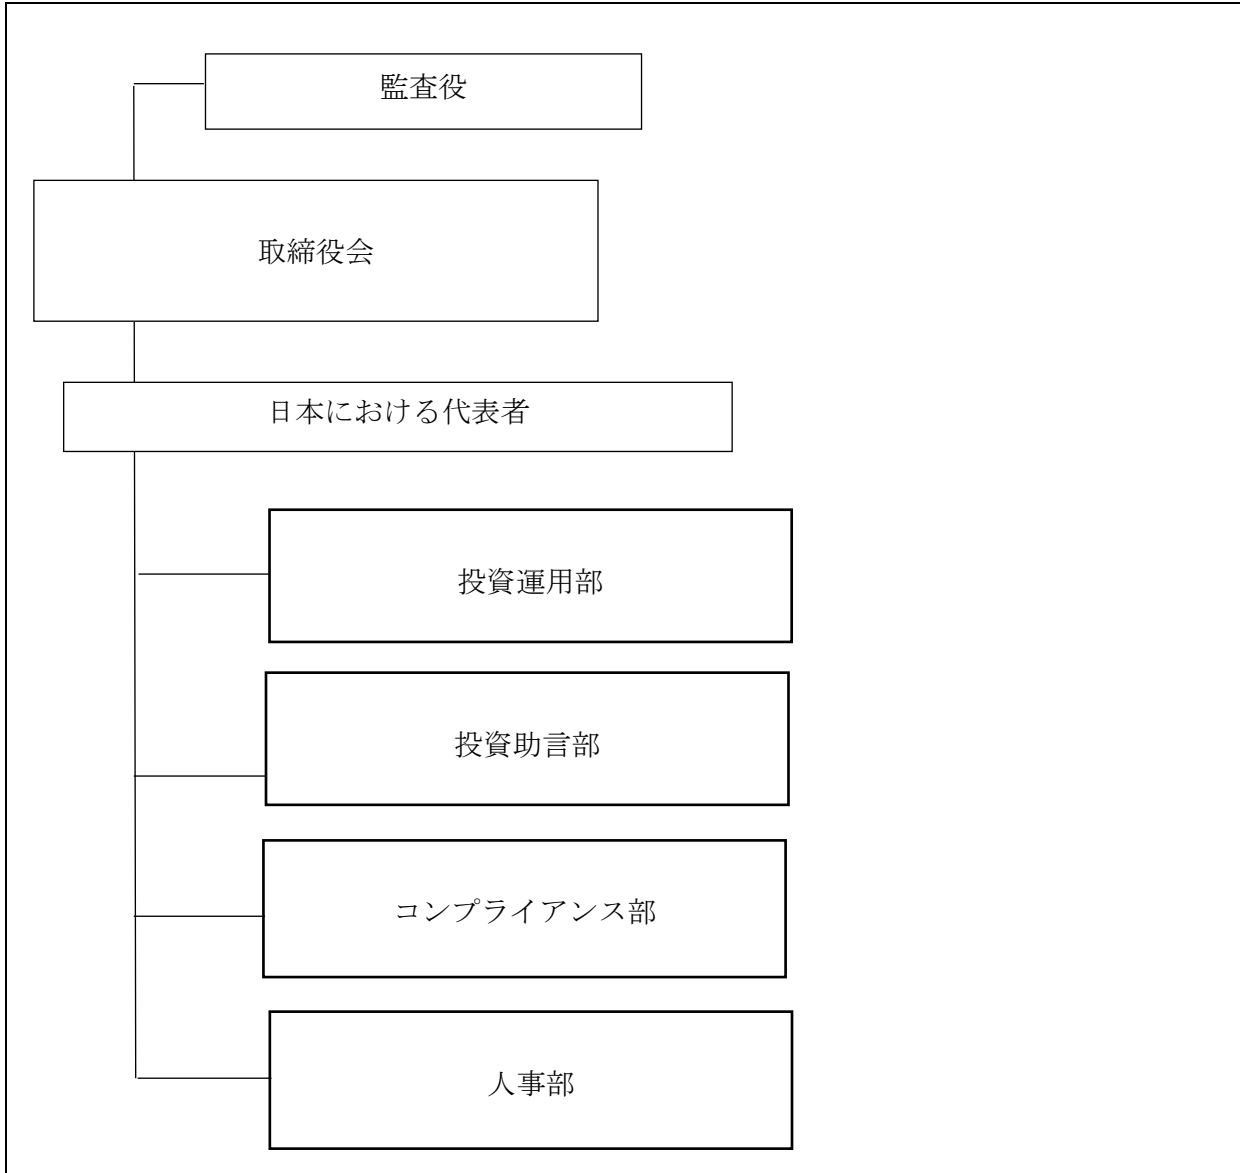 監査役
取締役会
日本における代表者
投資運用部
投資助言部
コンプライアンス部
人事部